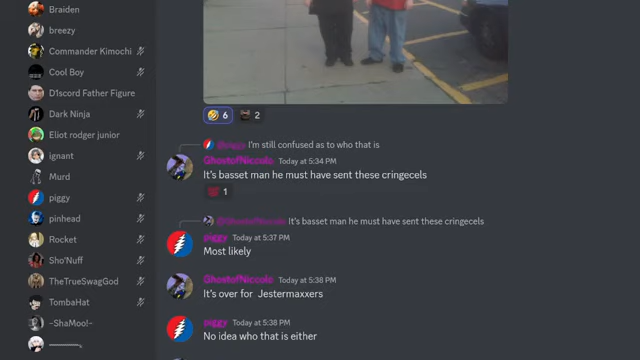 Braiden
breezy
Commander Kimochi
Cool Boy
D1scord Father Figure
Dark Ninja
Eliot rodger junior
ignant
Murd
piggy
pinhead
Rocket
Sho'Nuff
TheTrueSwagGod
TombaHat
~ShaMoo!~
6 2
I'm still confused as to who that is
GhostofNiccolo Today at 5:34 PM
It's basset man he must have sent these cringecels
1
@GhostofNiccolo It's basset man he must have sent these cringecels
piggy Today at 5:37 PM
Most likely
GhostofNiccolo Today at 5:38 PM
It's over for Jestermaxxers
piggy Today at 5:38 PM
No idea who that is either